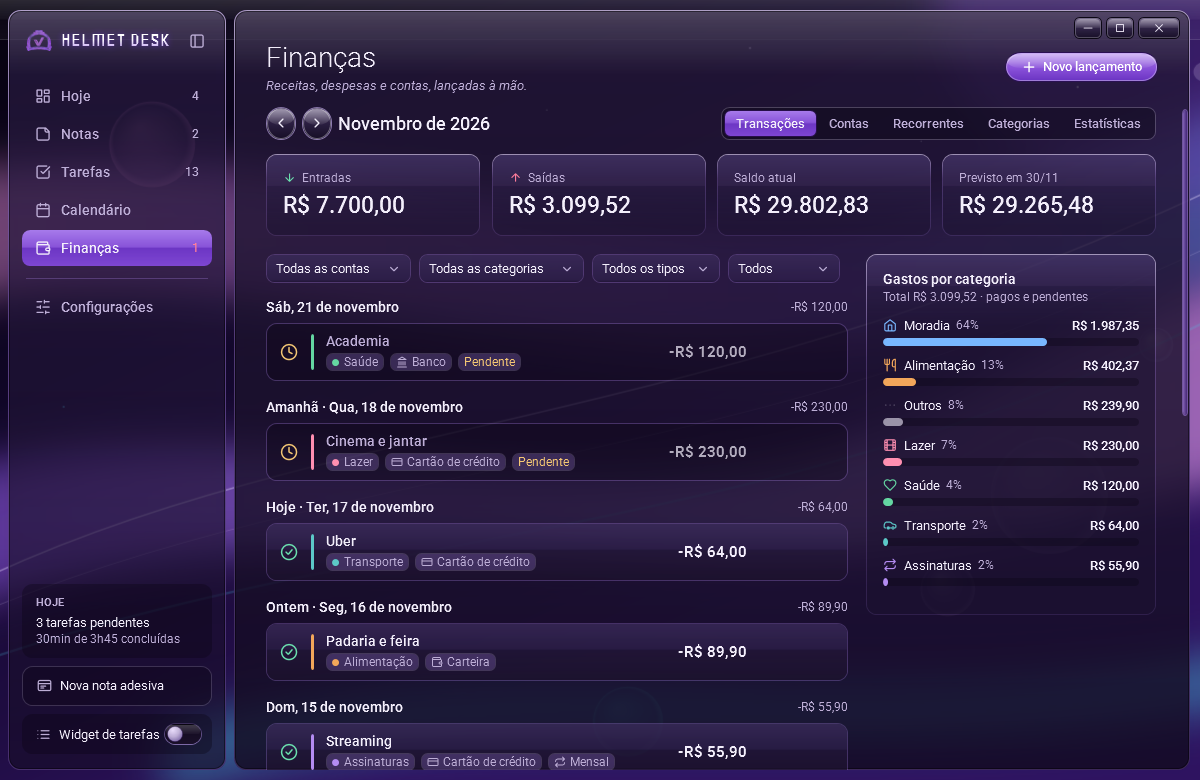 HELMET DESK
Hoje 4
Notas 2
Tarefas 13
Calendário
Finanças 1
Configurações
HOJE
3 tarefas pendentes
30min de 3h45 concluídas
Nova nota adesiva
Widget de tarefas
Finanças
Receitas, despesas e contas, lançadas à mão.
Novo lançamento
Novembro de 2026
Transações Contas Recorrentes Categorias Estatísticas
Entradas
R$ 7.700,00
Saídas
R$ 3.099,52
Saldo atual
R$ 29.802,83
Previsto em 30/11
R$ 29.265,48
Todas as contas Todas as categorias Todos os tipos Todos
Sáb, 21 de novembro -R$ 120,00
Academia
Saúde Banco Pendente
-R$ 120,00
Amanhã · Qua, 18 de novembro -R$ 230,00
Cinema e jantar
Lazer Cartão de crédito Pendente
-R$ 230,00
Hoje · Ter, 17 de novembro -R$ 64,00
Uber
Transporte Cartão de crédito
-R$ 64,00
Ontem · Seg, 16 de novembro -R$ 89,90
Padaria e feira
Alimentação Carteira
-R$ 89,90
Dom, 15 de novembro -R$ 55,90
Streaming
Assinaturas Cartão de crédito Mensal
-R$ 55,90
Gastos por categoria
Total R$ 3.099,52 · pagos e pendentes
Moradia 64% R$ 1.987,35
Alimentação 13% R$ 402,37
Outros 8% R$ 239,90
Lazer 7% R$ 230,00
Saúde 4% R$ 120,00
Transporte 2% R$ 64,00
Assinaturas 2% R$ 55,90